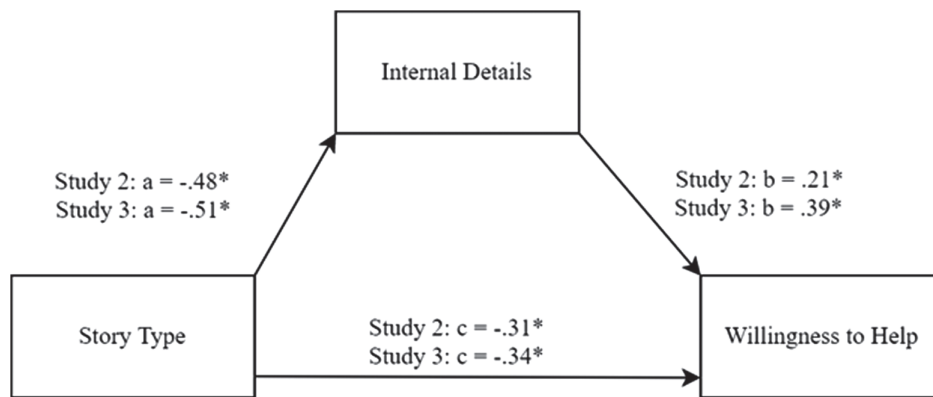 Internal Details
Study 2: a = -.48*
Study 3: a = -.51*
Study 2: b = .21*
Study 3: b = .39*
Story Type
Study 2: c = -.31*
Study 3: c = -.34*
Willingness to Help